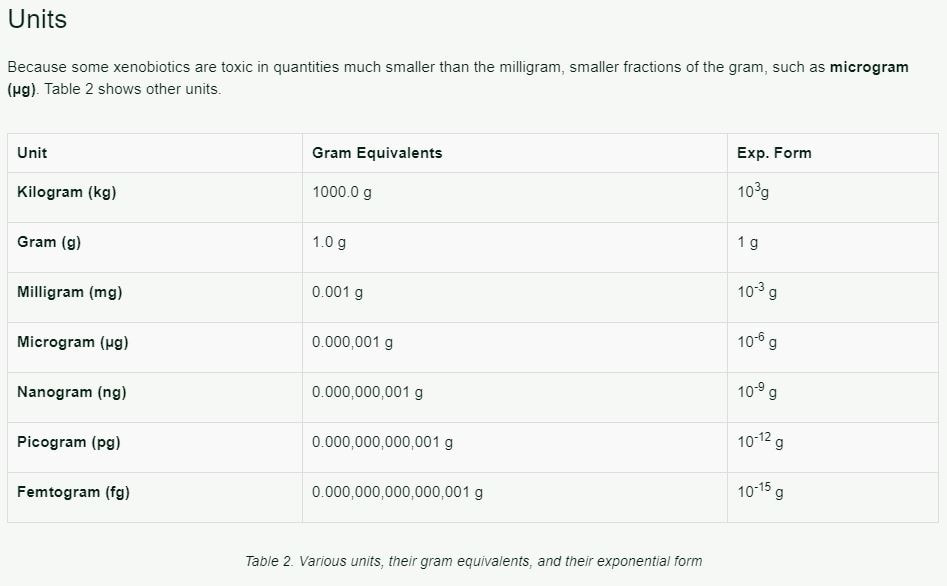 Units
Because some xenobiotics are toxic in quantities much smaller than the milligram, smaller fractions of the gram, such as microgram
(µg). Table 2 shows other units.
Unit Gram Equivalents Exp. Form
Kilogram (kg) 1000.0 g 10³g
Gram (g) 1.0 g 1 g
Milligram (mg) 0.001 g 10⁻³ g
Microgram (µg) 0.000,001 g 10⁻⁶ g
Nanogram (ng) 0.000,000,001 g 10⁻⁹ g
Picogram (pg) 0.000,000,000,001 g 10⁻¹² g
Femtogram (fg) 0.000,000,000,000,001 g 10⁻¹⁵ g
Table 2. Various units, their gram equivalents, and their exponential form